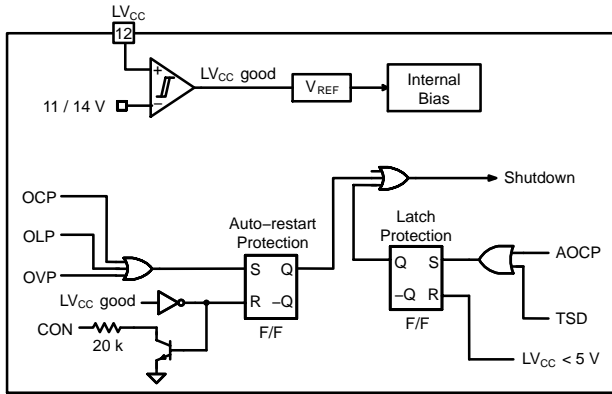 LVCC
12
+
−
11 / 14 V
LVCC good
VREF
Internal
Bias
Shutdown
OCP
OLP
OVP
Auto−restart
Protection
S Q
R −Q
F/F
LVCC good
CON
20 k
Latch
Protection
Q S
−Q R
F/F
AOCP
TSD
LVCC < 5 V